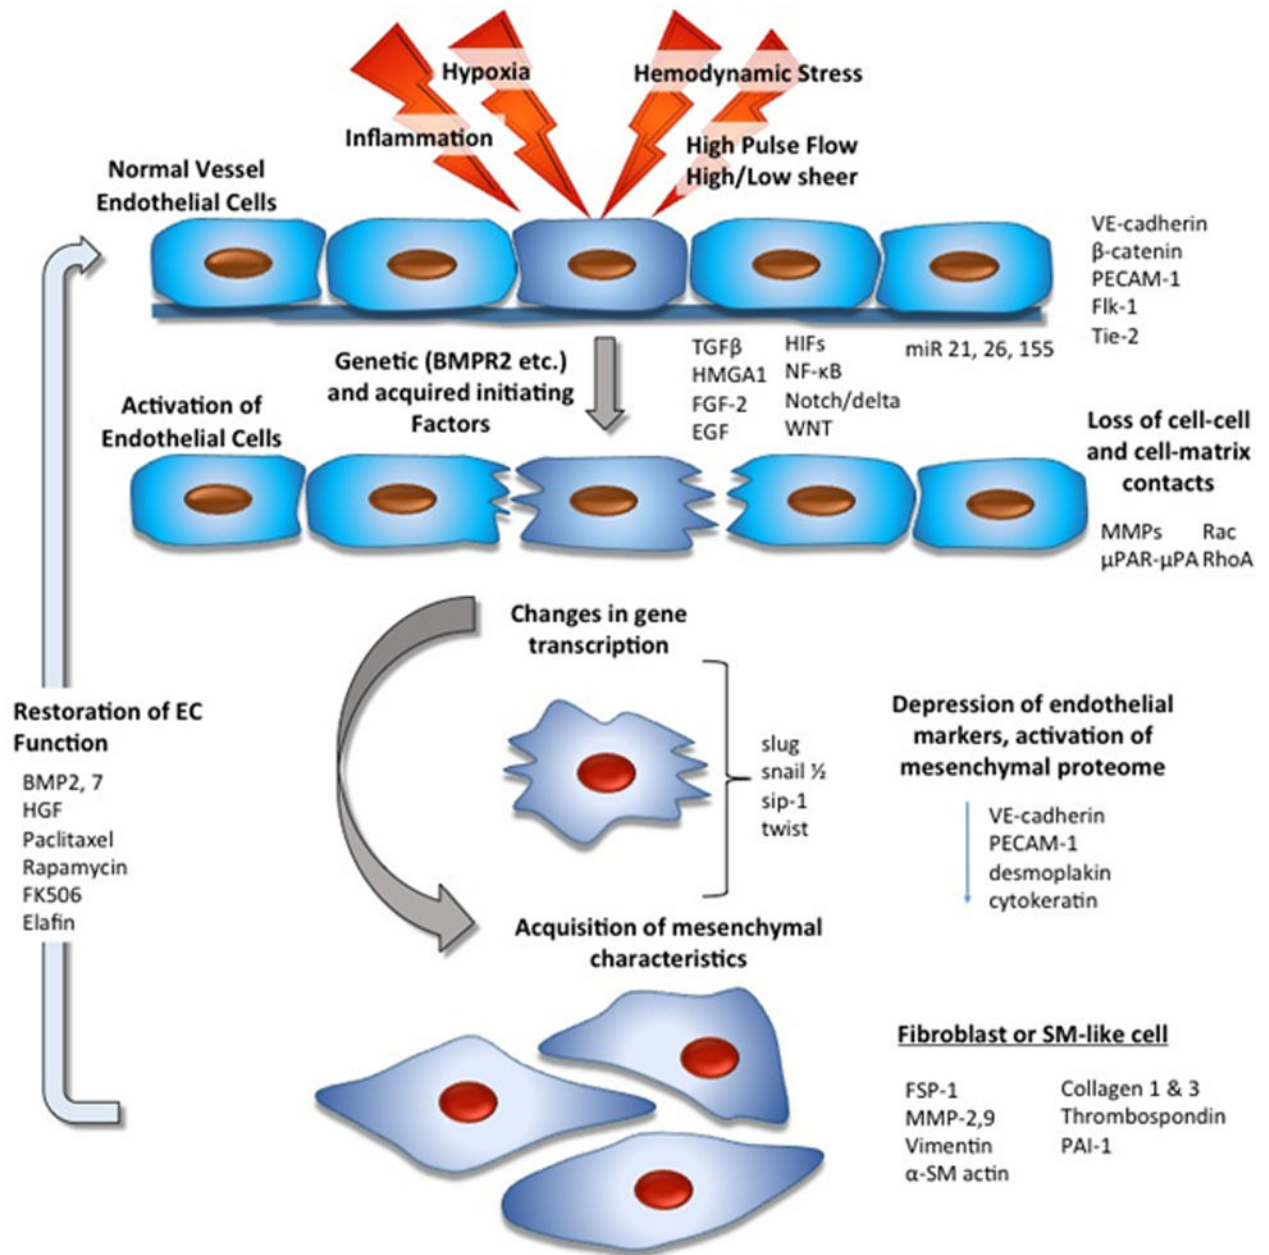 Hypoxia
Hemodynamic Stress
Inflammation
High Pulse Flow
High/Low sheer
Normal Vessel
Endothelial Cells
VE-cadherin
β-catenin
PECAM-1
Flk-1
Tie-2
Genetic (BMPR2 etc.)
and acquired initiating
Factors
TGFβ
HMGA1
FGF-2
EGF
HIFs
NF-κB
Notch/delta
WNT
miR 21, 26, 155
Activation of
Endothelial Cells
Loss of cell-cell
and cell-matrix
contacts
MMPs
μPAR-μPA
Rac
RhoA
Changes in gene
transcription
slug
snail ½
sip-1
twist
Depression of endothelial
markers, activation of
mesenchymal proteome
VE-cadherin
PECAM-1
desmoplakin
cytokeratin
Restoration of EC
Function
BMP2, 7
HGF
Paclitaxel
Rapamycin
FK506
Elafin
Acquisition of mesenchymal
characteristics
Fibroblast or SM-like cell
FSP-1
MMP-2,9
Vimentin
α-SM actin
Collagen 1 & 3
Thrombospondin
PAI-1